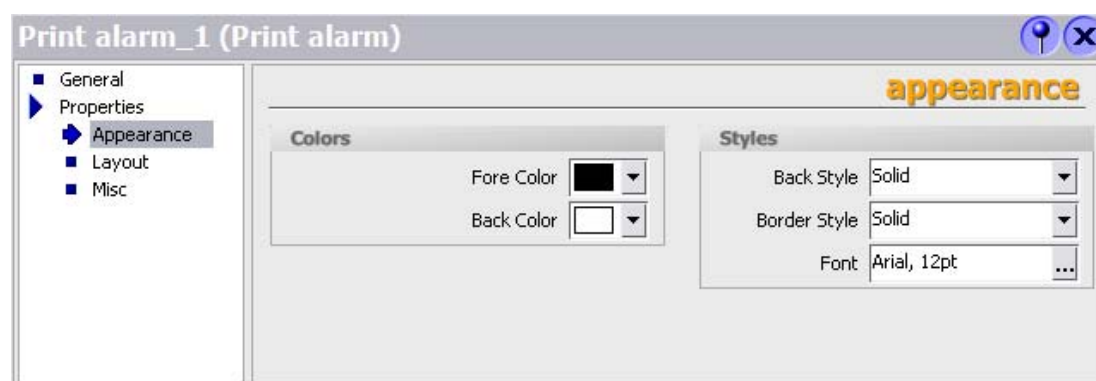 Print alarm_1 (Print alarm)
General
Properties
Appearance
Layout
Misc
appearance
Colors
Fore Color
Back Color
Styles
Back Style Solid
Border Style Solid
Font Arial, 12pt ...